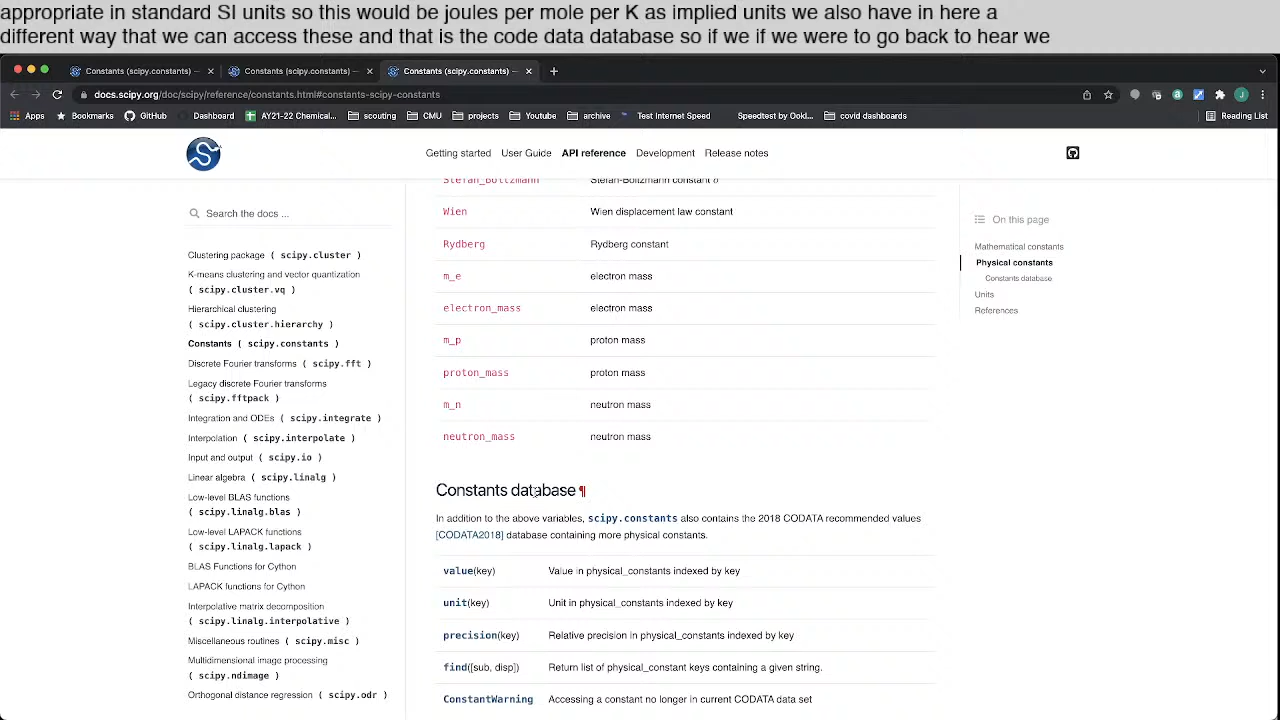 appropriate in standard SI units so this would be joules per mole per K as implied units we also have in here a
different way that we can access these and that is the code data database so if we if we were to go back to hear we
Constants (scipy.constants) —
Constants (scipy.constants) —
Constants (scipy.constants) —
docs.scipy.org/doc/scipy/reference/constants.html#constants-scipy-constants
Apps Bookmarks GitHub Dashboard AY21-22 Chemical... scouting CMU projects Youtube archive Test Internet Speed Speedtest by Ookl... covid dashboards Reading List
Getting started User Guide API reference Development Release notes
Search the docs ...
Clustering package ( scipy.cluster )
K-means clustering and vector quantization
( scipy.cluster.vq )
Hierarchical clustering
( scipy.cluster.hierarchy )
Constants ( scipy.constants )
Discrete Fourier transforms ( scipy.fft )
Legacy discrete Fourier transforms
( scipy.fftpack )
Integration and ODEs ( scipy.integrate )
Interpolation ( scipy.interpolate )
Input and output ( scipy.io )
Linear algebra ( scipy.linalg )
Low-level BLAS functions
( scipy.linalg.blas )
Low-level LAPACK functions
( scipy.linalg.lapack )
BLAS Functions for Cython
LAPACK functions for Cython
Interpolative matrix decomposition
( scipy.linalg.interpolative )
Miscellaneous routines ( scipy.misc )
Multidimensional image processing
( scipy.ndimage )
Orthogonal distance regression ( scipy.odr )
Stefan_Boltzmann Stefan-Boltzmann constant σ
Wien Wien displacement law constant
Rydberg Rydberg constant
m_e electron mass
electron_mass electron mass
m_p proton mass
proton_mass proton mass
m_n neutron mass
neutron_mass neutron mass
Constants database ¶
In addition to the above variables, scipy.constants also contains the 2018 CODATA recommended values
[CODATA2018] database containing more physical constants.
value(key) Value in physical_constants indexed by key
unit(key) Unit in physical_constants indexed by key
precision(key) Relative precision in physical_constants indexed by key
find([sub, disp]) Return list of physical_constant keys containing a given string.
ConstantWarning Accessing a constant no longer in current CODATA data set
On this page
Mathematical constants
Physical constants
Constants database
Units
References